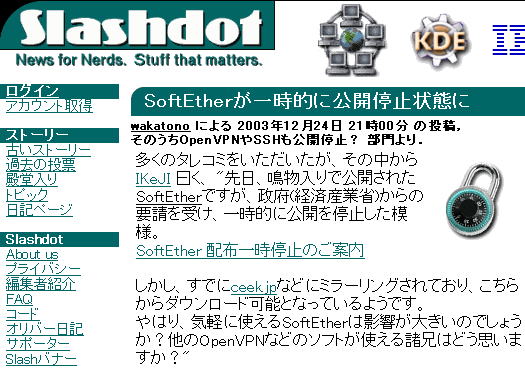 Slashdot
News for Nerds. Stuff that matters.
KDE
ログイン
アカウント取得
ストーリー
古いストーリー
過去の投票
殿堂入り
トピック
日記ページ
Slashdot
About us
プライバシー
編集者紹介
FAQ
コード
オリバー日記
サポーター
Slashバナー
SoftEtherが一時的に公開停止状態に
wakatono による 2003年12月24日 21時00分 の投稿,
そのうちOpenVPNやSSHも公開停止? 部門より.
多くのタレコミをいただいたが、その中から
IKeJI 曰く、 "先日、鳴物入りで公開された
SoftEtherですが、政府(経済産業省)からの
要請を受け、一時的に公開を停止した模
様。
SoftEther 配布一時停止のご案内
しかし、すでにceek.jpなどにミラーリングされており、こちら
からダウンロード可能となっているようです。
やはり、気軽に使えるSoftEtherは影響が大きいのでしょう
か?他のOpenVPNなどのソフトが使える諸兄はどう思いま
すか?"